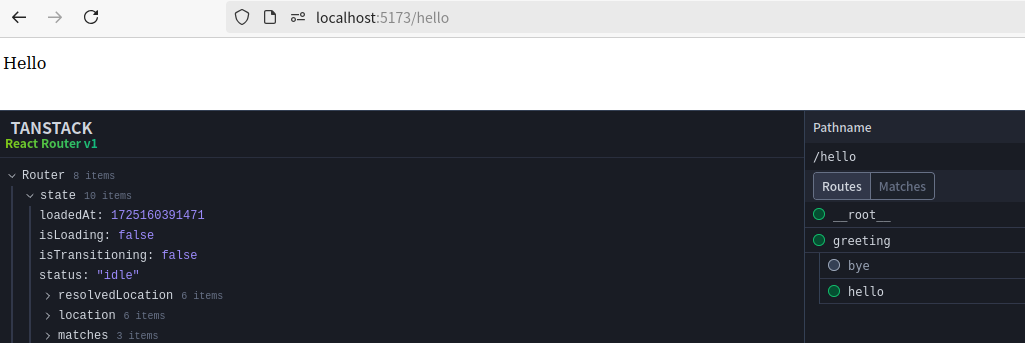 localhost:5173/hello
Hello
TANSTACK
React Router v1
Router 8 items
state 10 items
loadedAt: 1725160391471
isLoading: false
isTransitioning: false
status: "idle"
resolvedLocation 6 items
location 6 items
matches 3 items
Pathname
/hello
Routes Matches
__root__
greeting
bye
hello